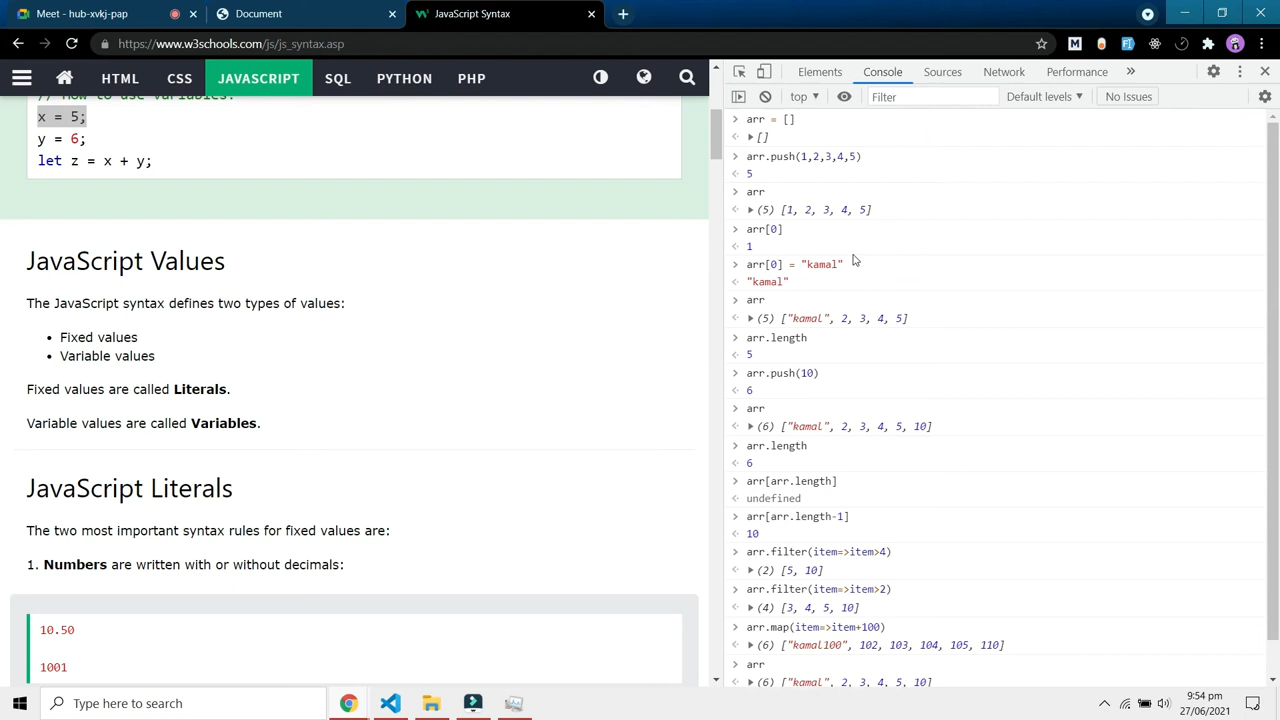 Meet - hub-vxkj-pap
Document
JavaScript Syntax
https://www.w3schools.com/js/js_syntax.asp
HTML CSS JAVASCRIPT SQL PYTHON PHP
// How to use variables:
x = 5;
y = 6;
let z = x + y;
JavaScript Values
The JavaScript syntax defines two types of values:
Fixed values
Variable values
Fixed values are called Literals.
Variable values are called Variables.
JavaScript Literals
The two most important syntax rules for fixed values are:
1. Numbers are written with or without decimals:
10.50
1001
Elements Console Sources Network Performance
top Filter Default levels No Issues
arr = []
[]
arr.push(1,2,3,4,5)
5
arr
(5) [1, 2, 3, 4, 5]
arr[0]
1
arr[0] = "kamal"
"kamal"
arr
(5) ["kamal", 2, 3, 4, 5]
arr.length
5
arr.push(10)
6
arr
(6) ["kamal", 2, 3, 4, 5, 10]
arr.length
6
arr[arr.length]
undefined
arr[arr.length-1]
10
arr.filter(item=>item>4)
(2) [5, 10]
arr.filter(item=>item>2)
(4) [3, 4, 5, 10]
arr.map(item=>item+100)
(6) ["kamal100", 102, 103, 104, 105, 110]
arr
(6) ["kamal", 2, 3, 4, 5, 10]
Type here to search
9:54 pm
27/06/2021